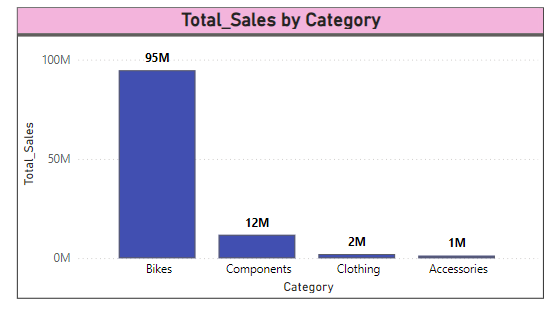 Total_Sales by Category
100M
50M
0M
Total_Sales
95M
12M
2M
1M
Bikes
Components
Clothing
Accessories
Category